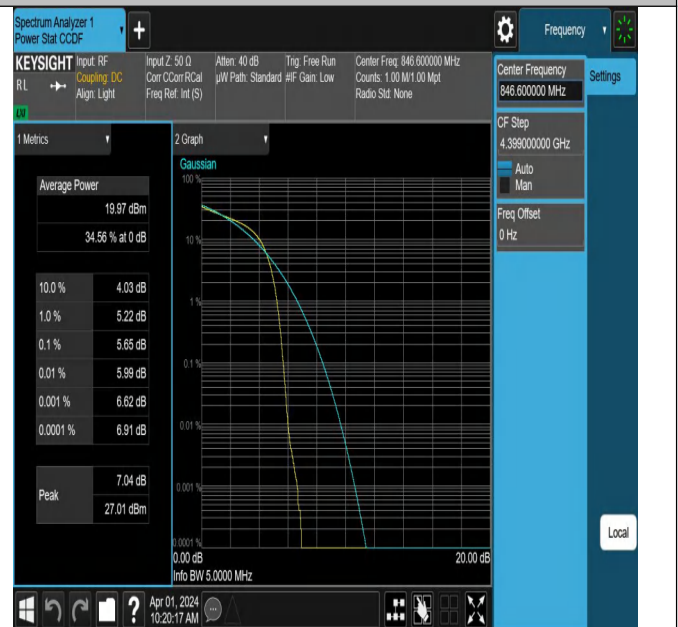 Spectrum Analyzer 1
Power Stat CCDF
Frequency
KEYSIGHT
RL
LXI
Input: RF
Coupling: DC
Align: Light
Input Z: 50 Ω
Corr CCorr RCal
Freq Ref: Int (S)
Atten: 40 dB
µW Path: Standard
Trig: Free Run
#IF Gain: Low
Center Freq: 846.600000 MHz
Counts: 1.00 M/1.00 Mpt
Radio Std: None
Center Frequency
846.600000 MHz
Settings
CF Step
4.399000000 GHz
Auto
Man
Freq Offset
0 Hz
Local
1 Metrics
Average Power
19.97 dBm
34.56 % at 0 dB
10.0 % 4.03 dB
1.0 % 5.22 dB
0.1 % 5.65 dB
0.01 % 5.99 dB
0.001 % 6.62 dB
0.0001 % 6.91 dB
Peak
7.04 dB
27.01 dBm
2 Graph
Gaussian
100 %
10 %
1 %
0.1 %
0.01 %
0.001 %
0.0001 %
0.00 dB 20.00 dB
Info BW 5.0000 MHz
?
Apr 01, 2024
10:20:17 AM